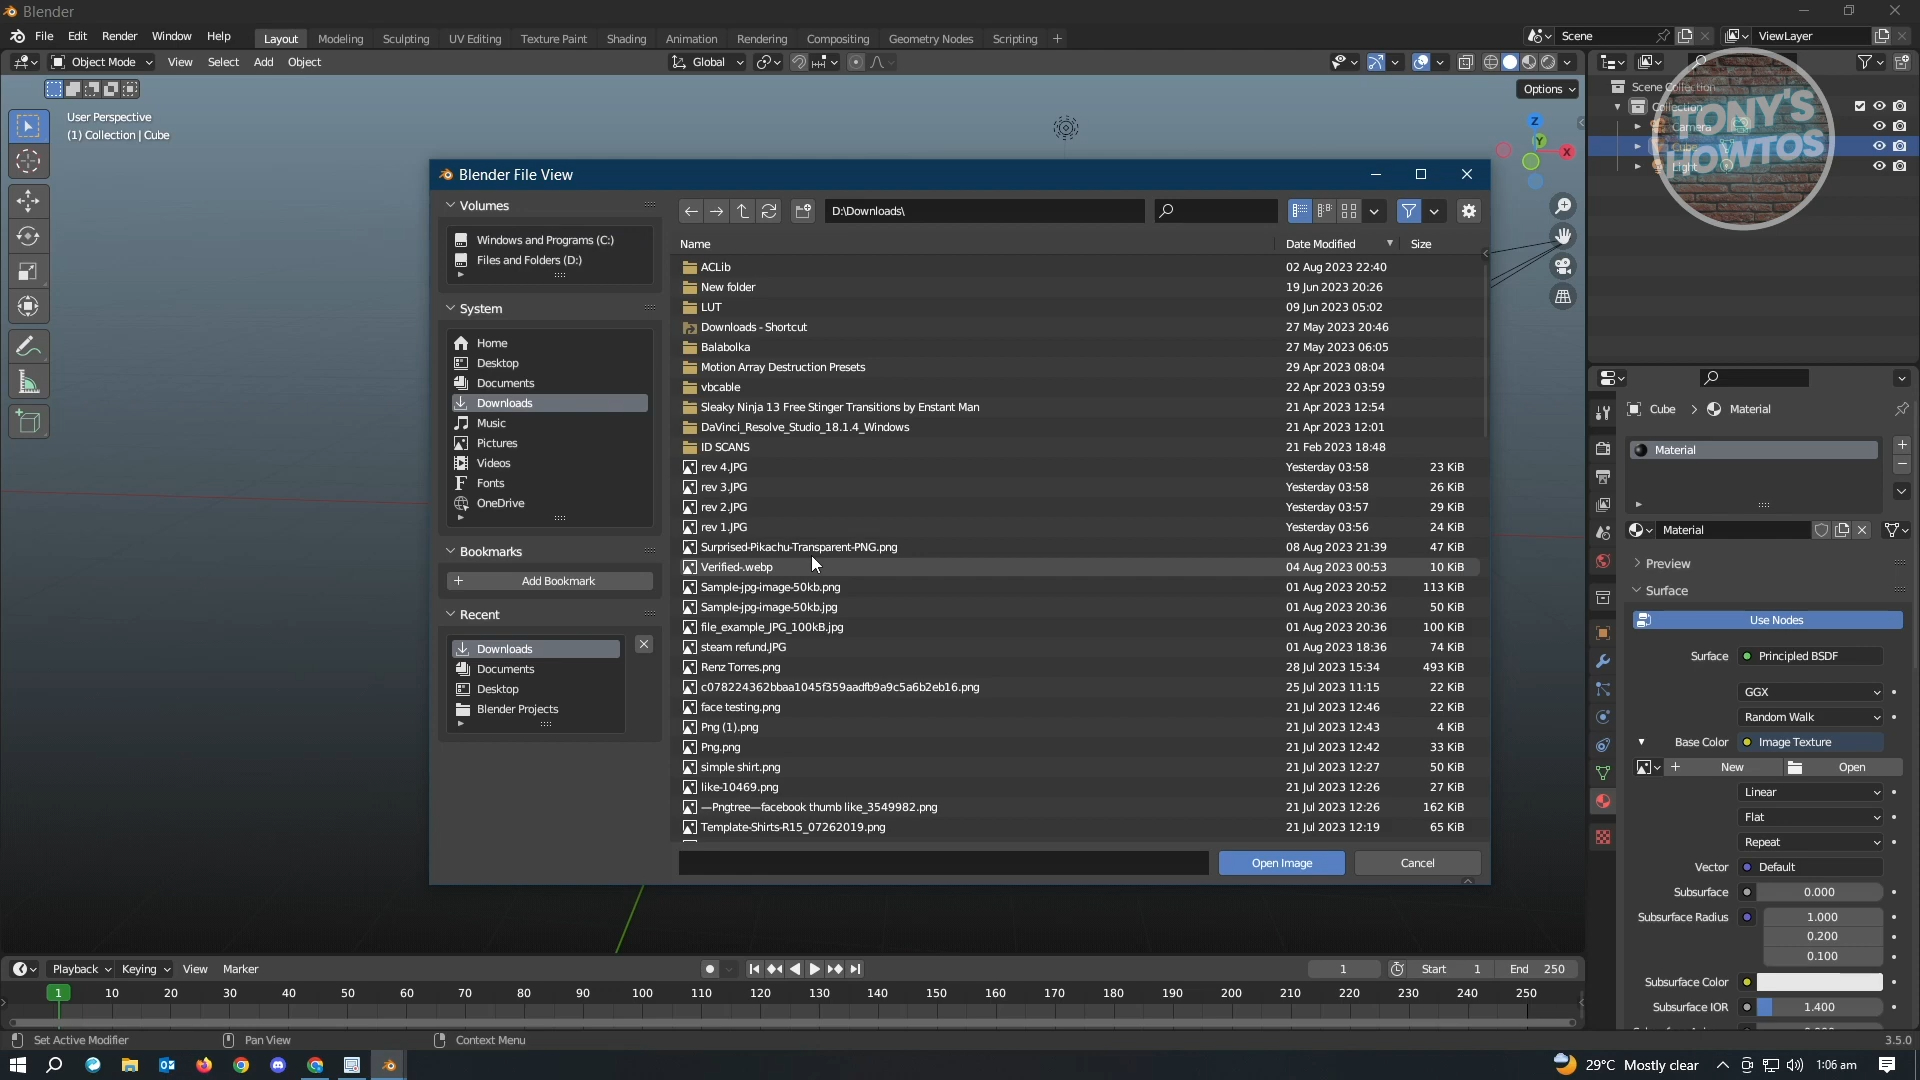 Blender
File Edit Render Window Help Layout Modeling Sculpting UV Editing Texture Paint Shading Animation Rendering Compositing Geometry Nodes Scripting + Scene ViewLayer
Object Mode View Select Add Object Global
Options
User Perspective
(1) Collection | Cube
Z
Y
X
Scene Collection
Collection
Camera
Cube
Light
TONY'S
HOWTOS
Blender File View
Volumes
Windows and Programs (C:)
Files and Folders (D:)
System
Home
Desktop
Documents
Downloads
Music
Pictures
Videos
Fonts
OneDrive
Bookmarks
Add Bookmark
Recent
Downloads
Documents
Desktop
Blender Projects
D:\Downloads\
Name Date Modified Size
ACLib 02 Aug 2023 22:40
New folder 19 Jun 2023 20:26
LUT 09 Jun 2023 05:02
Downloads - Shortcut 27 May 2023 20:46
Balabolka 27 May 2023 06:05
Motion Array Destruction Presets 29 Apr 2023 08:04
vbcable 22 Apr 2023 03:59
Sleaky Ninja 13 Free Stinger Transitions by Enstant Man 21 Apr 2023 12:54
DaVinci_Resolve_Studio_18.1.4_Windows 21 Apr 2023 12:01
ID SCANS 21 Feb 2023 18:48
rev 4.JPG Yesterday 03:58 23 KiB
rev 3.JPG Yesterday 03:58 26 KiB
rev 2.JPG Yesterday 03:57 29 KiB
rev 1.JPG Yesterday 03:56 24 KiB
Surprised-Pikachu-Transparent-PNG.png 08 Aug 2023 21:39 47 KiB
Verified-.webp 04 Aug 2023 00:53 10 KiB
Sample-jpg-image-50kb.png 01 Aug 2023 20:52 113 KiB
Sample-jpg-image-50kb.jpg 01 Aug 2023 20:36 50 KiB
file_example_JPG_100kB.jpg 01 Aug 2023 20:36 100 KiB
steam refund.JPG 01 Aug 2023 18:36 74 KiB
Renz Torres.png 28 Jul 2023 15:34 493 KiB
c078224362bbaa1045f359aadfb9a9c5a6b2eb16.png 25 Jul 2023 11:15 22 KiB
face testing.png 21 Jul 2023 12:46 22 KiB
Png (1).png 21 Jul 2023 12:43 4 KiB
Png.png 21 Jul 2023 12:42 33 KiB
simple shirt.png 21 Jul 2023 12:27 50 KiB
like-10469.png 21 Jul 2023 12:26 27 KiB
—Pngtree—facebook thumb like_3549982.png 21 Jul 2023 12:26 162 KiB
Template-Shirts-R15_07262019.png 21 Jul 2023 12:19 65 KiB
Open Image Cancel
Cube Material
Material
Material
Preview
Surface
Use Nodes
Surface Principled BSDF
GGX
Random Walk
Base Color Image Texture
New Open
Linear
Flat
Repeat
Vector Default
Subsurface 0.000
Subsurface Radius 1.000
0.200
0.100
Subsurface Color
Subsurface IOR 1.400
Playback Keying View Marker 1 Start 1 End 250
1 10 20 30 40 50 60 70 80 90 100 110 120 130 140 150 160 170 180 190 200 210 220 230 240 250
Set Active Modifier Pan View Context Menu 3.5.0
29°C Mostly clear 1:06 am